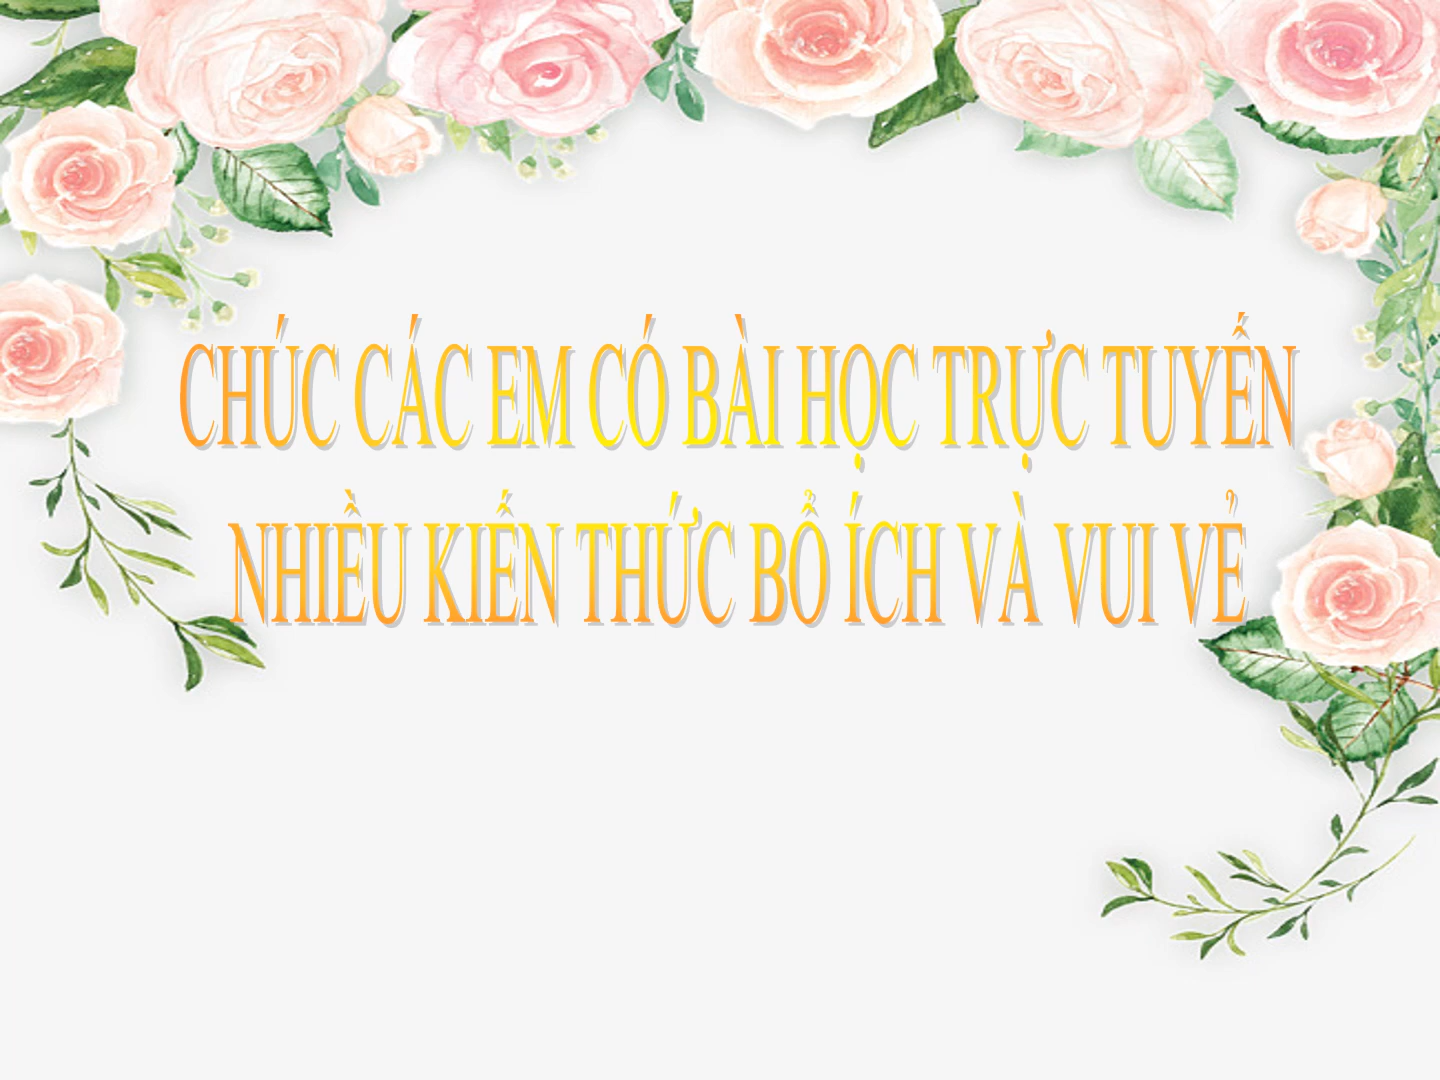 CHÚC CÁC EM CÓ BÀI HỌC TRỰC TUYẾN
NHIỀU KIẾN THỨC BỔ ÍCH VÀ VUI VẺ